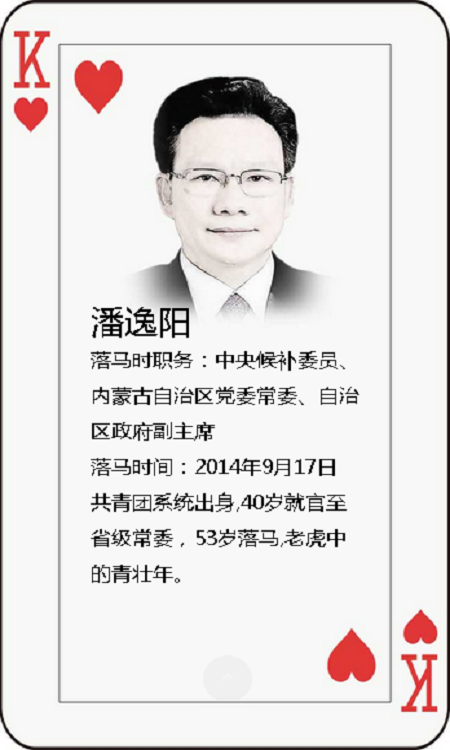 K
潘逸阳
落马时职务：中央候补委员、
内蒙古自治区党委常委、自治
区政府副主席
落马时间：2014年9月17日
共青团系统出身,40岁就官至
省级常委，53岁落马,老虎中
的青壮年。
K